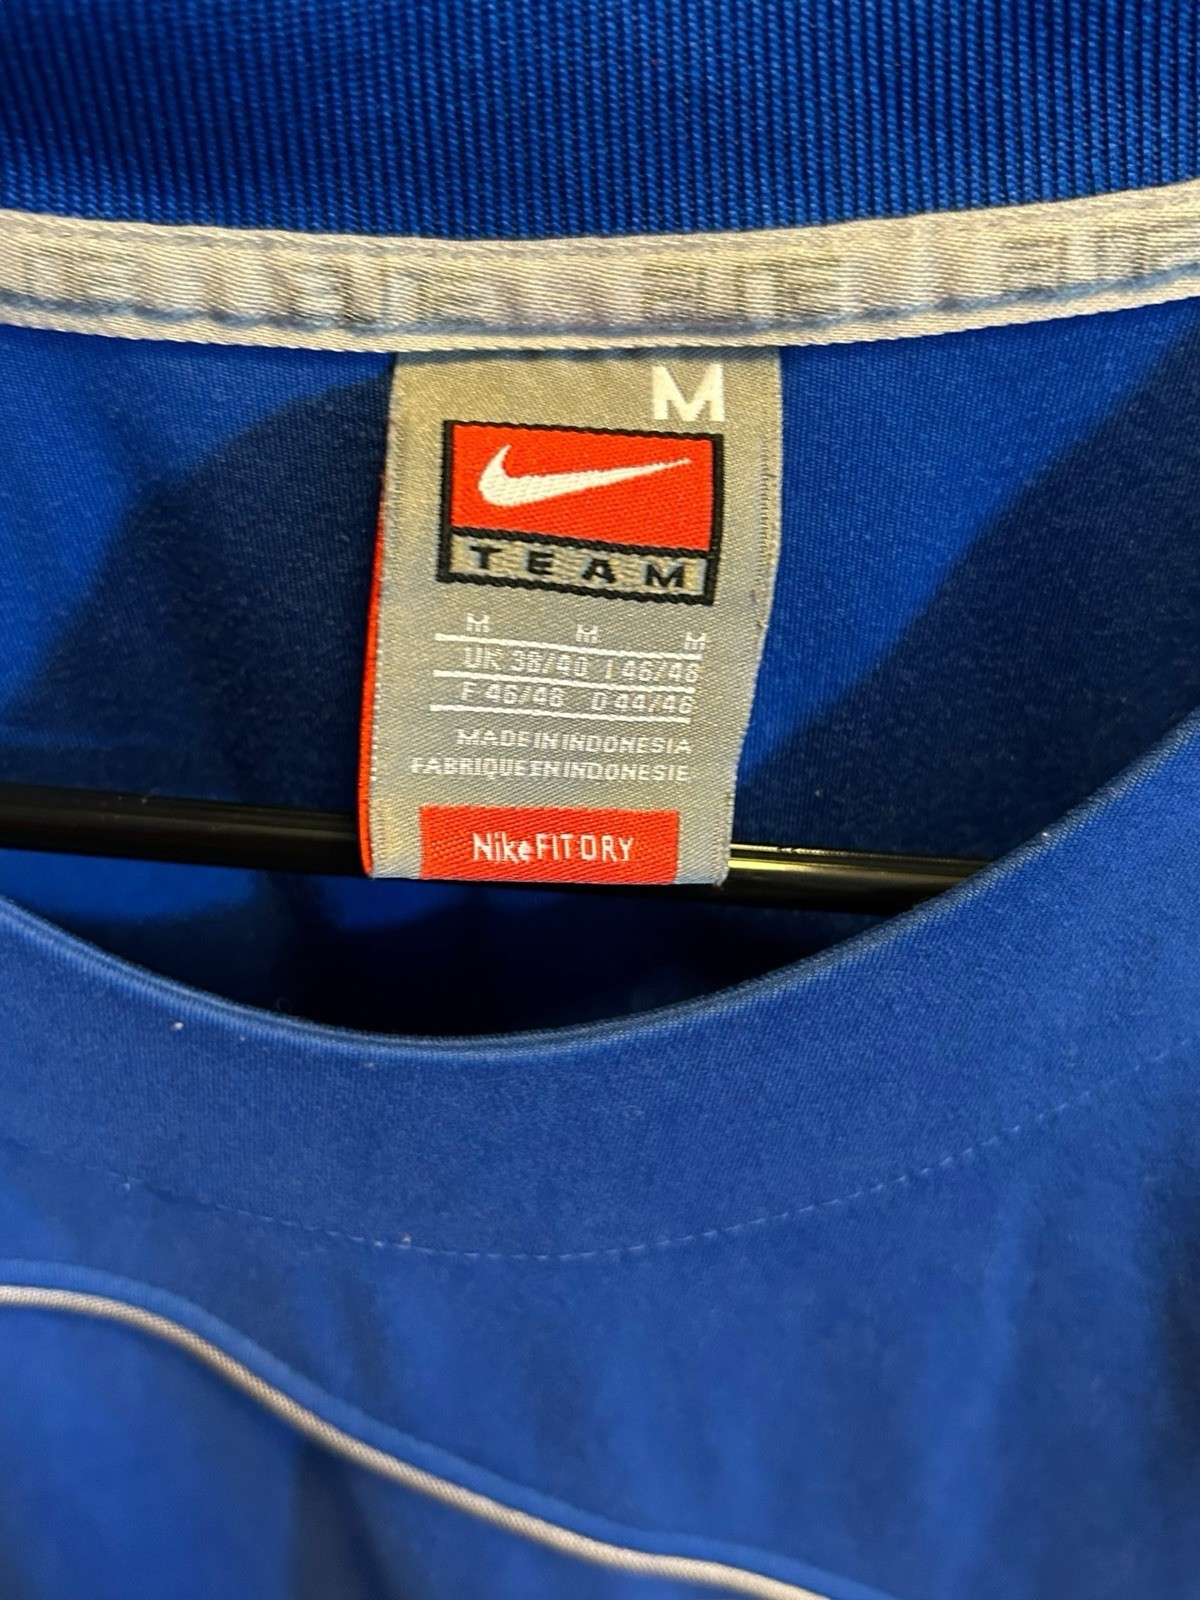 M
TEAM
M M M
UK 38/40 I 46/48
F 46/48 D 44/46
MADE IN INDONESIA
FABRIQUE EN INDONESIE
NikeFIT DRY